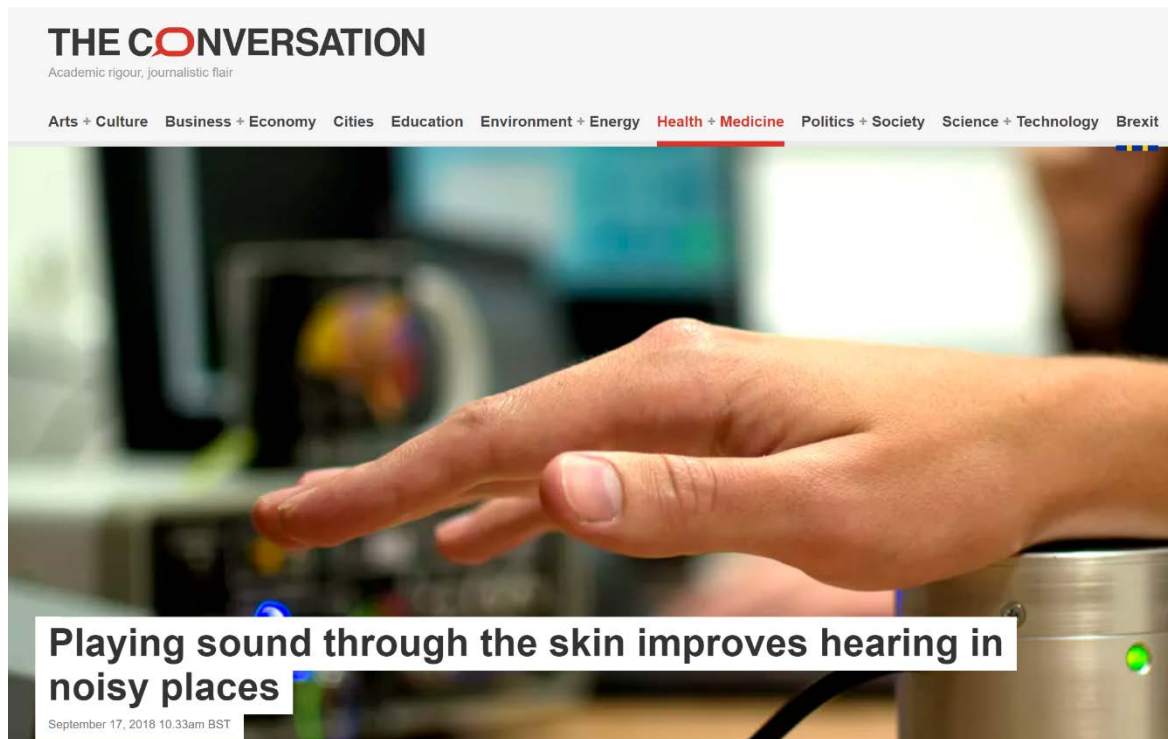 THE CONVERSATION
Academic rigour, journalistic flair
Arts + Culture Business + Economy Cities Education Environment + Energy Health + Medicine Politics + Society Science + Technology Brexit
Playing sound through the skin improves hearing in
noisy places
September 17, 2018 10.33am BST